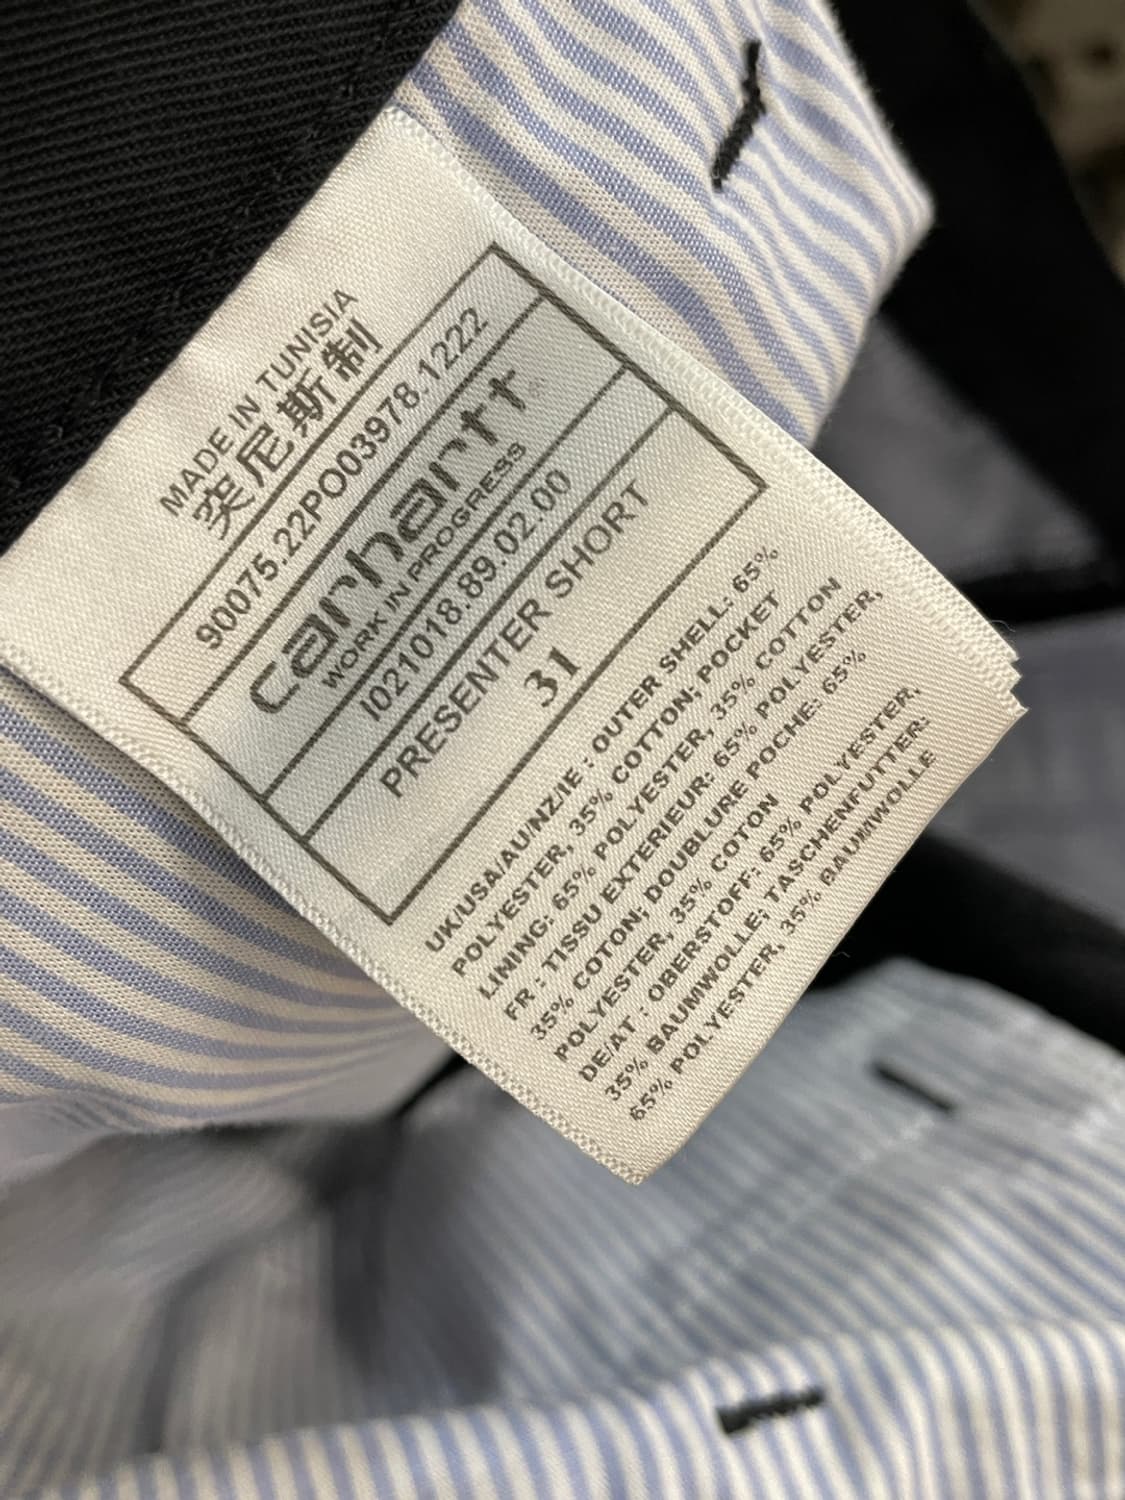 MADE IN TUNISIA
突尼斯制
90075.22PO03978.1222
carhartt
WORK IN PROGRESS
I021018.89.02.00
PRESENTER SHORT
31
UK/USA/AU/NZ/IE : OUTER SHELL: 65%
POLYESTER, 35% COTTON; POCKET
LINING: 65% POLYESTER, 35% COTTON
FR : TISSU EXTERIEUR: 65% POLYESTER,
35% COTON; DOUBLURE POCHE: 65%
POLYESTER, 35% COTON
DE/AT : OBERSTOFF: 65% POLYESTER,
35% BAUMWOLLE; TASCHENFUTTER:
65% POLYESTER, 35% BAUMWOLLE